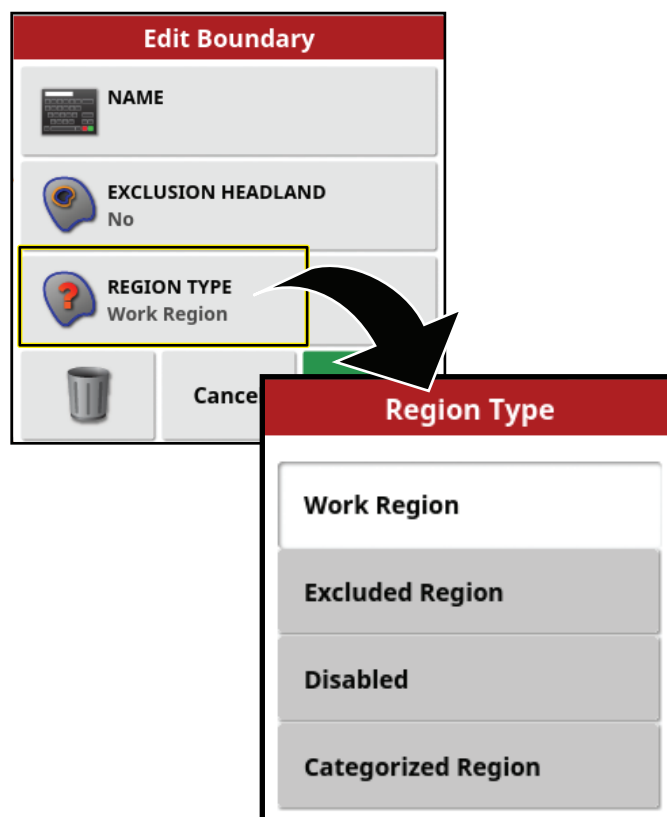 Edit Boundary
NAME
EXCLUSION HEADLAND
No
REGION TYPE
Work Region
Cance
Region Type
Work Region
Excluded Region
Disabled
Categorized Region